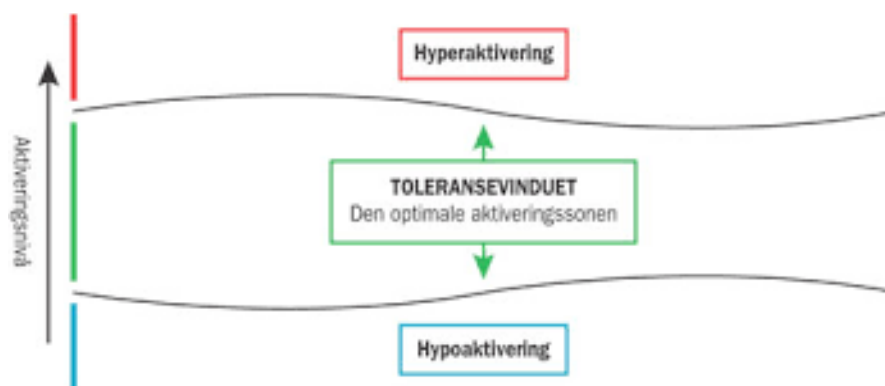 Hyperaktivering
Aktiveringsnivå
TOLERANSEVINDUET
Den optimale aktiveringssonen
Hypoaktivering